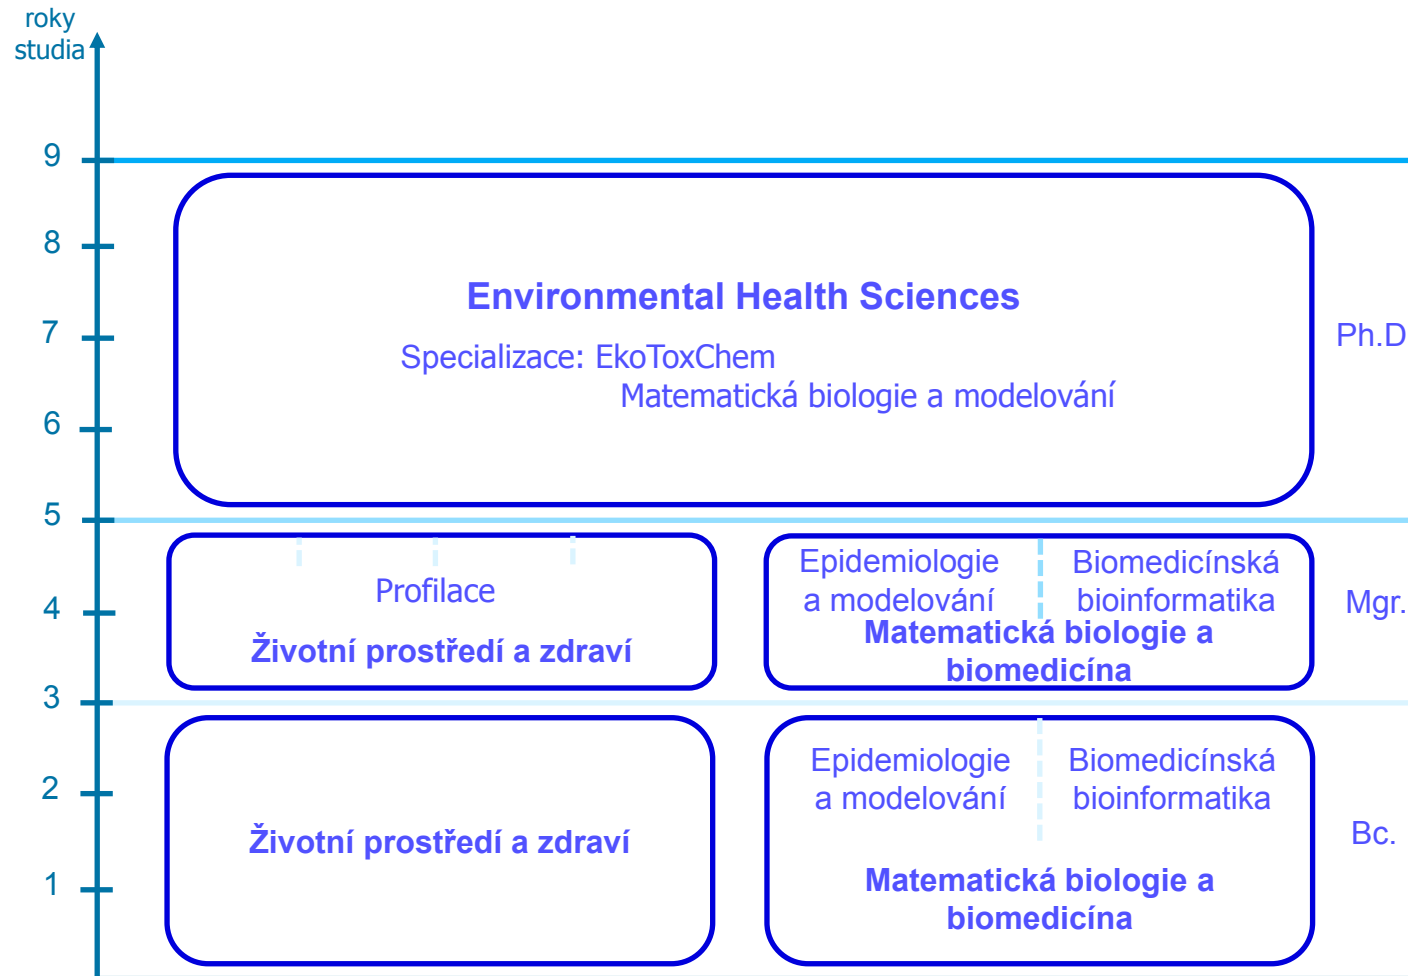 roky
studia
9
8
Environmental Health Sciences
7
Ph.D
Specializace: EkoToxChem
Matematická biologie a modelování
6
5
Epidemiologie
a modelování
Biomedicínská
bioinformatika
Profilace
4
Mgr.
Životní prostředí a zdraví
Matematická biologie a
biomedicína
3
Epidemiologie
a modelování
Biomedicínská
bioinformatika
2
Životní prostředí a zdraví
Bc.
1
Matematická biologie a
biomedicína